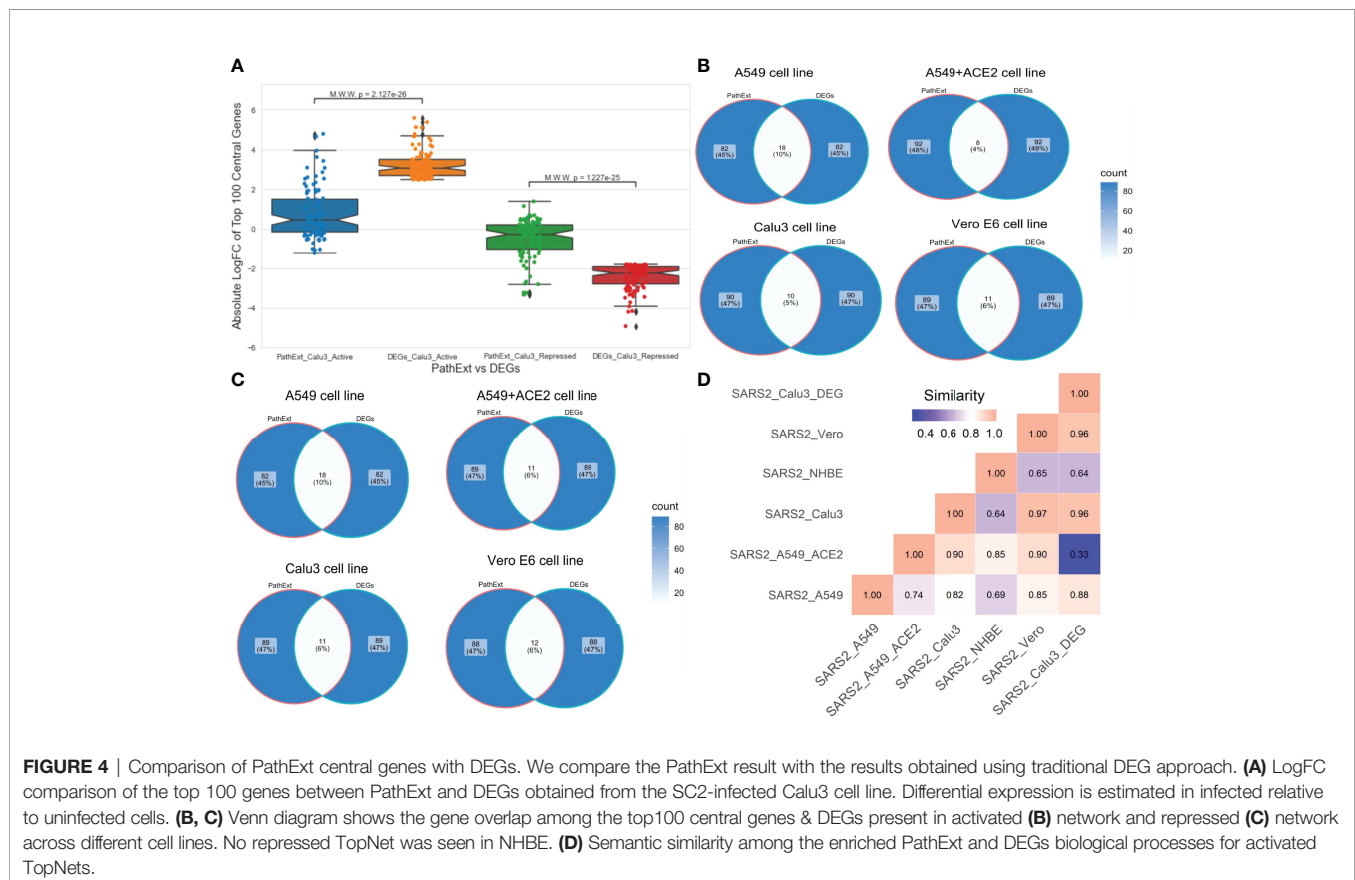 A
M.W.W. p = 2.127e-26
M.W.W. p = 1227e-25
Absolute LogFC of Top 100 Central Genes
6
4
2
0
-2
-4
-6
PathExt_Calu3_Active
DEGs_Calu3_Active
PathExt_Calu3_Repressed
DEGs_Calu3_Repressed
PathExt vs DEGs
B
A549 cell line
PathExt
DEGs
82
(45%)
18
(10%)
82
(45%)
A549+ACE2 cell line
PathExt
DEGs
92
(48%)
8
(4%)
92
(48%)
Calu3 cell line
PathExt
DEGs
90
(47%)
10
(5%)
90
(47%)
Vero E6 cell line
PathExt
DEGs
89
(47%)
11
(6%)
89
(47%)
count
80
60
40
20
C
A549 cell line
PathExt
DEGs
82
(45%)
18
(10%)
82
(45%)
A549+ACE2 cell line
PathExt
DEGs
89
(47%)
11
(6%)
89
(47%)
Calu3 cell line
PathExt
DEGs
89
(47%)
11
(6%)
89
(47%)
Vero E6 cell line
PathExt
DEGs
88
(47%)
12
(6%)
88
(47%)
count
80
60
40
20
D
Similarity
0.4 0.6 0.8 1.0
SARS2_Calu3_DEG
1.00
SARS2_Vero
1.00 0.96
SARS2_NHBE
1.00 0.65 0.64
SARS2_Calu3
1.00 0.64 0.97 0.96
SARS2_A549_ACE2
1.00 0.90 0.85 0.90 0.33
SARS2_A549
1.00 0.74 0.82 0.69 0.85 0.88
SARS2_A549
SARS2_A549_ACE2
SARS2_Calu3
SARS2_NHBE
SARS2_Vero
SARS2_Calu3_DEG
FIGURE 4 | Comparison of PathExt central genes with DEGs. We compare the PathExt result with the results obtained using traditional DEG approach. (A) LogFC
comparison of the top 100 genes between PathExt and DEGs obtained from the SC2-infected Calu3 cell line. Differential expression is estimated in infected relative
to uninfected cells. (B, C) Venn diagram shows the gene overlap among the top100 central genes & DEGs present in activated (B) network and repressed (C) network
across different cell lines. No repressed TopNet was seen in NHBE. (D) Semantic similarity among the enriched PathExt and DEGs biological processes for activated
TopNets.